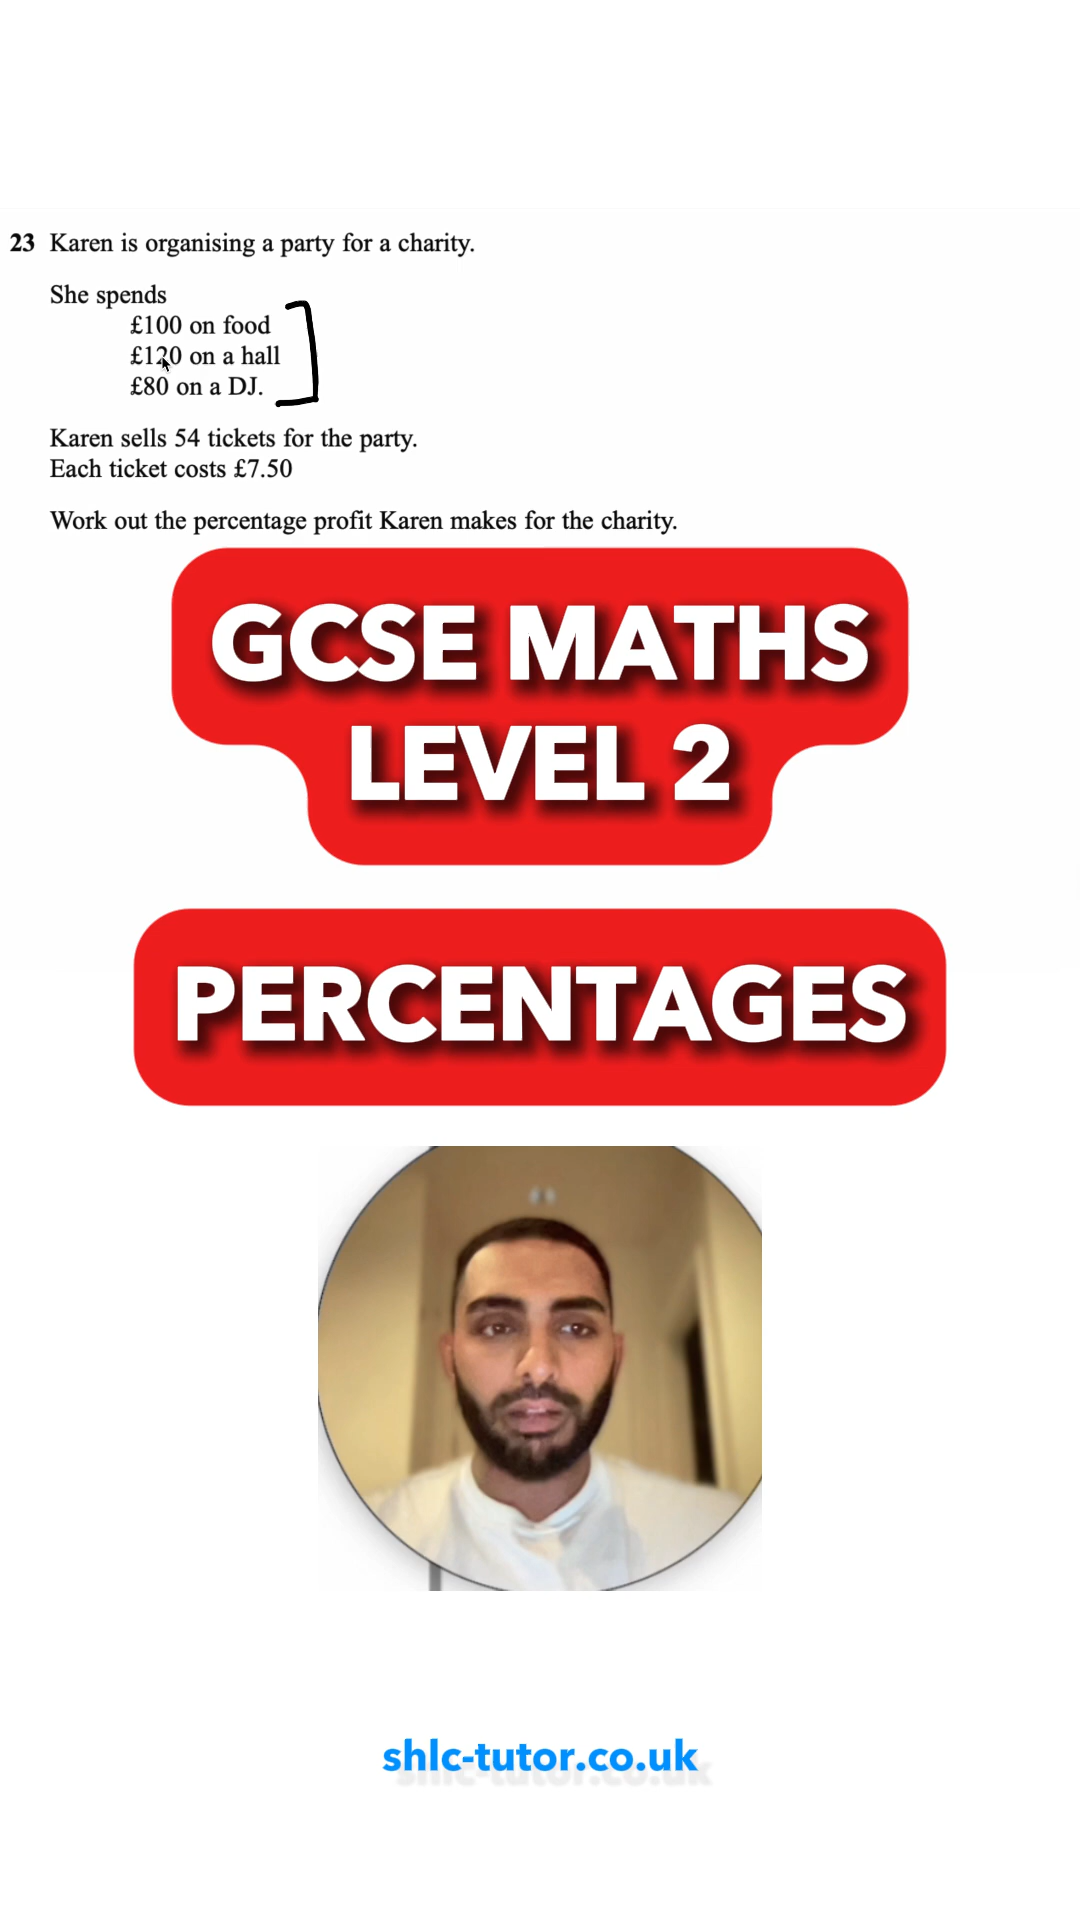 23 Karen is organising a party for a charity.
She spends
£100 on food
£120 on a hall
£80 on a DJ.
Karen sells 54 tickets for the party.
Each ticket costs £7.50
Work out the percentage profit Karen makes for the charity.
GCSE MATHS
LEVEL 2
PERCENTAGES
shlc-tutor.co.uk